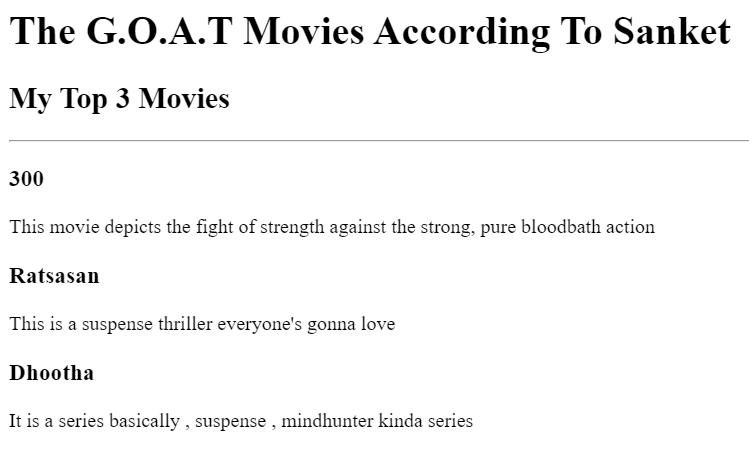 The G.O.A.T Movies According To Sanket
My Top 3 Movies
300
This movie depicts the fight of strength against the strong, pure bloodbath action
Ratsasan
This is a suspense thriller everyone's gonna love
Dhootha
It is a series basically , suspense , mindhunter kinda series